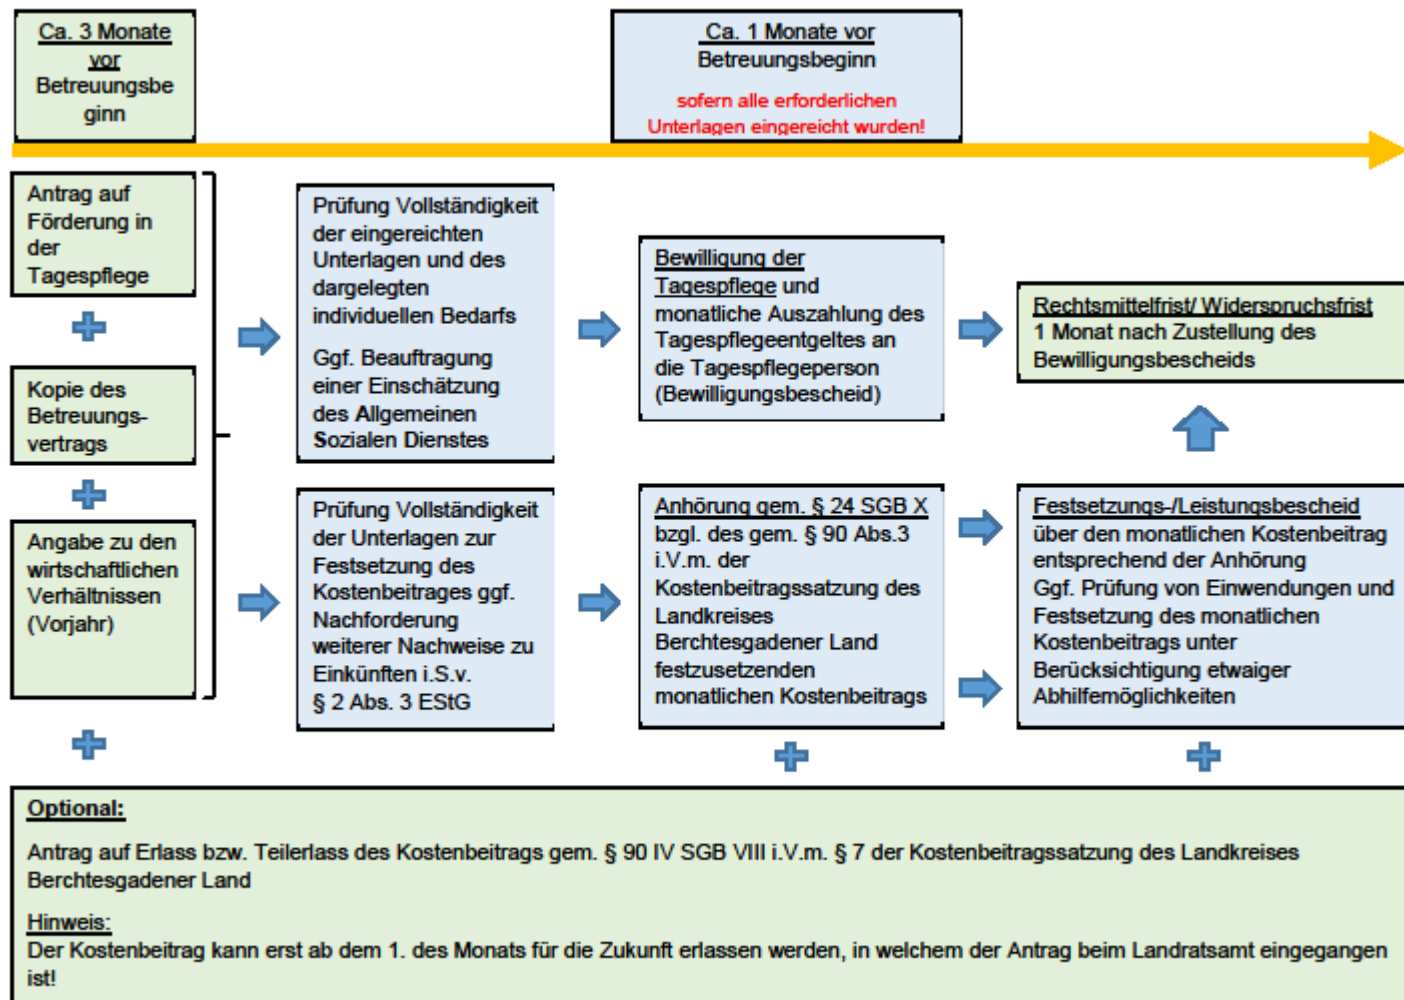 Ca. 3 Monate
vor
Betreuungsbe
ginn
Ca. 1 Monate vor
Betreuungsbeginn
sofern alle erforderlichen
Unterlagen eingereicht wurden!
Antrag auf
Förderung in
der
Tagespflege
Kopie des
Betreuungs-
vertrags
Angabe zu den
wirtschaftlichen
Verhältnissen
(Vorjahr)
Prüfung Vollständigkeit
der eingereichten
Unterlagen und des
dargelegten
individuellen Bedarfs
Ggf. Beauftragung
einer Einschätzung
des Allgemeinen
Sozialen Dienstes
Prüfung Vollständigkeit
der Unterlagen zur
Festsetzung des
Kostenbeitrages ggf.
Nachforderung
weiterer Nachweise zu
Einkünften i.S.v.
§ 2 Abs. 3 EStG
Bewilligung der
Tagespflege und
monatliche Auszahlung des
Tagespflegeentgeltes an
die Tagespflegeperson
(Bewilligungsbescheid)
Anhörung gem. § 24 SGB X
bzgl. des gem. § 90 Abs.3
i.V.m. der
Kostenbeitragssatzung des
Landkreises
Berchtesgadener Land
festzusetzenden
monatlichen Kostenbeitrags
Rechtsmittelfrist/ Widerspruchsfrist
1 Monat nach Zustellung des
Bewilligungsbescheids
Festsetzungs-/Leistungsbescheid
über den monatlichen Kostenbeitrag
entsprechend der Anhörung
Ggf. Prüfung von Einwendungen und
Festsetzung des monatlichen
Kostenbeitrags unter
Berücksichtigung etwaiger
Abhilfemöglichkeiten
Optional:
Antrag auf Erlass bzw. Teilerlass des Kostenbeitrags gem. § 90 IV SGB VIII i.V.m. § 7 der Kostenbeitragssatzung des Landkreises
Berchtesgadener Land
Hinweis:
Der Kostenbeitrag kann erst ab dem 1. des Monats für die Zukunft erlassen werden, in welchem der Antrag beim Landratsamt eingegangen
ist!